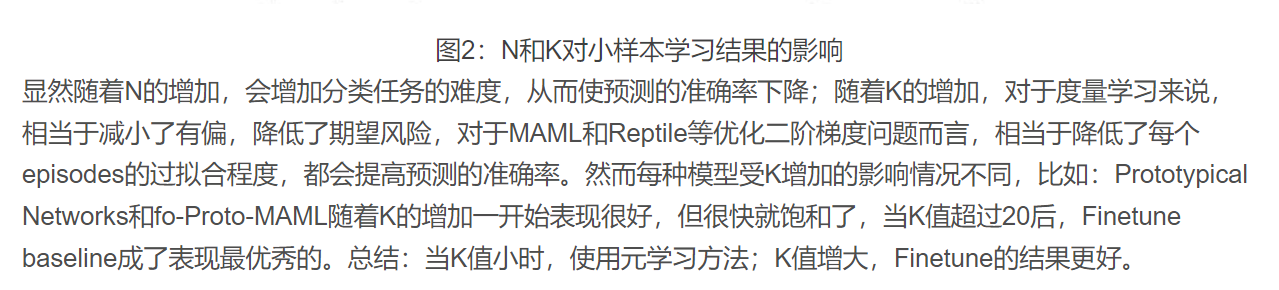 图2：N和K对小样本学习结果的影响
显然随着N的增加，会增加分类任务的难度，从而使预测的准确率下降；随着K的增加，对于度量学习来说，
相当于减小了有偏，降低了期望风险，对于MAML和Reptile等优化二阶梯度问题而言，相当于降低了每个
episodes的过拟合程度，都会提高预测的准确率。然而每种模型受K增加的影响情况不同，比如：Prototypical
Networks和fo-Proto-MAML随着K的增加一开始表现很好，但很快就饱和了，当K值超过20后，Finetune
baseline成了表现最优秀的。总结：当K值小时，使用元学习方法；K值增大，Finetune的结果更好。